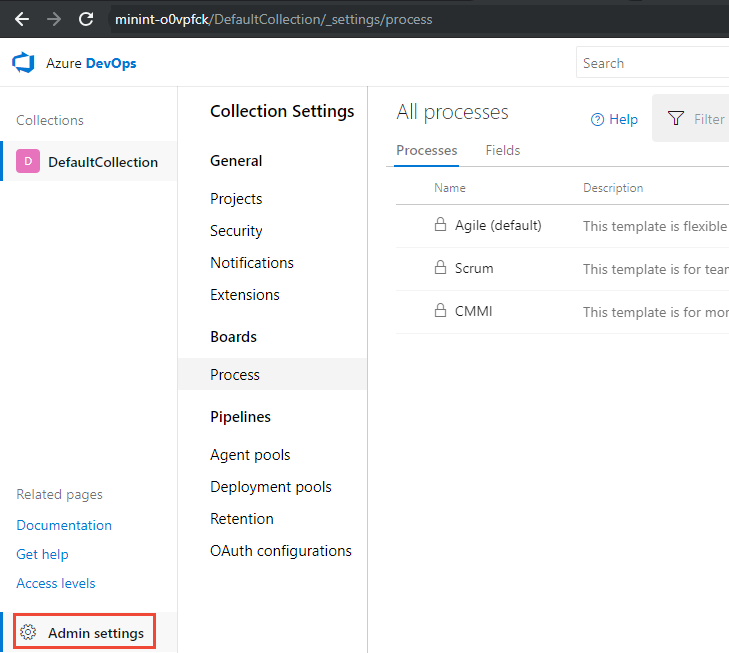 minint-o0vpfck/DefaultCollection/_settings/process
Azure DevOps
Search
Collections
D DefaultCollection
Related pages
Documentation
Get help
Access levels
Admin settings
Collection Settings
General
Projects
Security
Notifications
Extensions
Boards
Process
Pipelines
Agent pools
Deployment pools
Retention
OAuth configurations
All processes
Help
Filter
Processes Fields
Name Description
Agile (default) This template is flexible
Scrum This template is for tear
CMMI This template is for mor